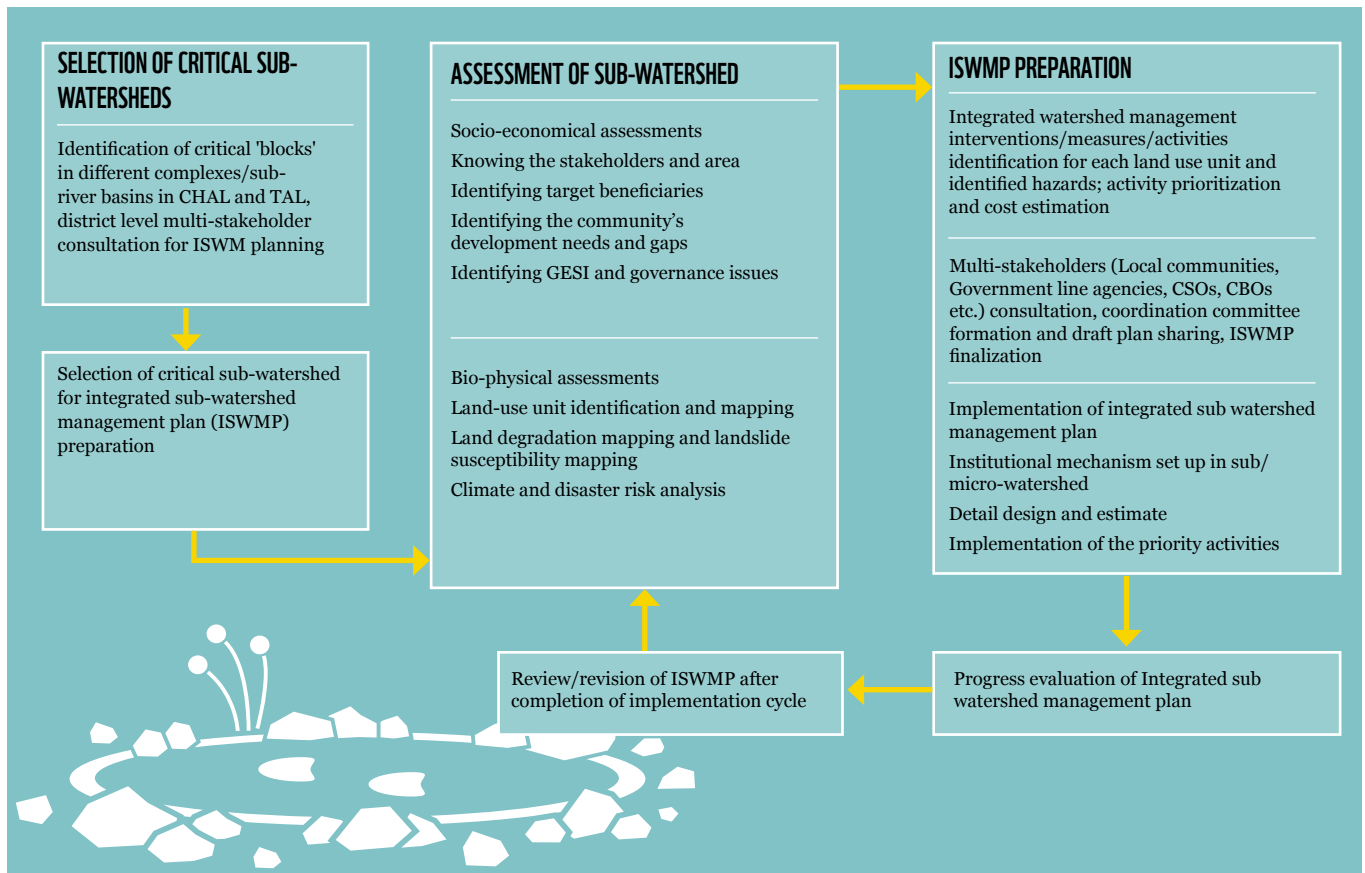 SELECTION OF CRITICAL SUB-
WATERSHEDS
Identification of critical 'blocks'
in different complexes/sub-
river basins in CHAL and TAL,
district level multi-stakeholder
consultation for ISWM planning
Selection of critical sub-watershed
for integrated sub-watershed
management plan (ISWMP)
preparation
ASSESSMENT OF SUB-WATERSHED
Socio-economical assessments
Knowing the stakeholders and area
Identifying target beneficiaries
Identifying the community’s
development needs and gaps
Identifying GESI and governance issues
Bio-physical assessments
Land-use unit identification and mapping
Land degradation mapping and landslide
susceptibility mapping
Climate and disaster risk analysis
ISWMP PREPARATION
Integrated watershed management
interventions/measures/activities
identification for each land use unit and
identified hazards; activity prioritization
and cost estimation
Multi-stakeholders (Local communities,
Government line agencies, CSOs, CBOs
etc.) consultation, coordination committee
formation and draft plan sharing, ISWMP
finalization
Implementation of integrated sub watershed
management plan
Institutional mechanism set up in sub/
micro-watershed
Detail design and estimate
Implementation of the priority activities
Progress evaluation of Integrated sub
watershed management plan
Review/revision of ISWMP after
completion of implementation cycle